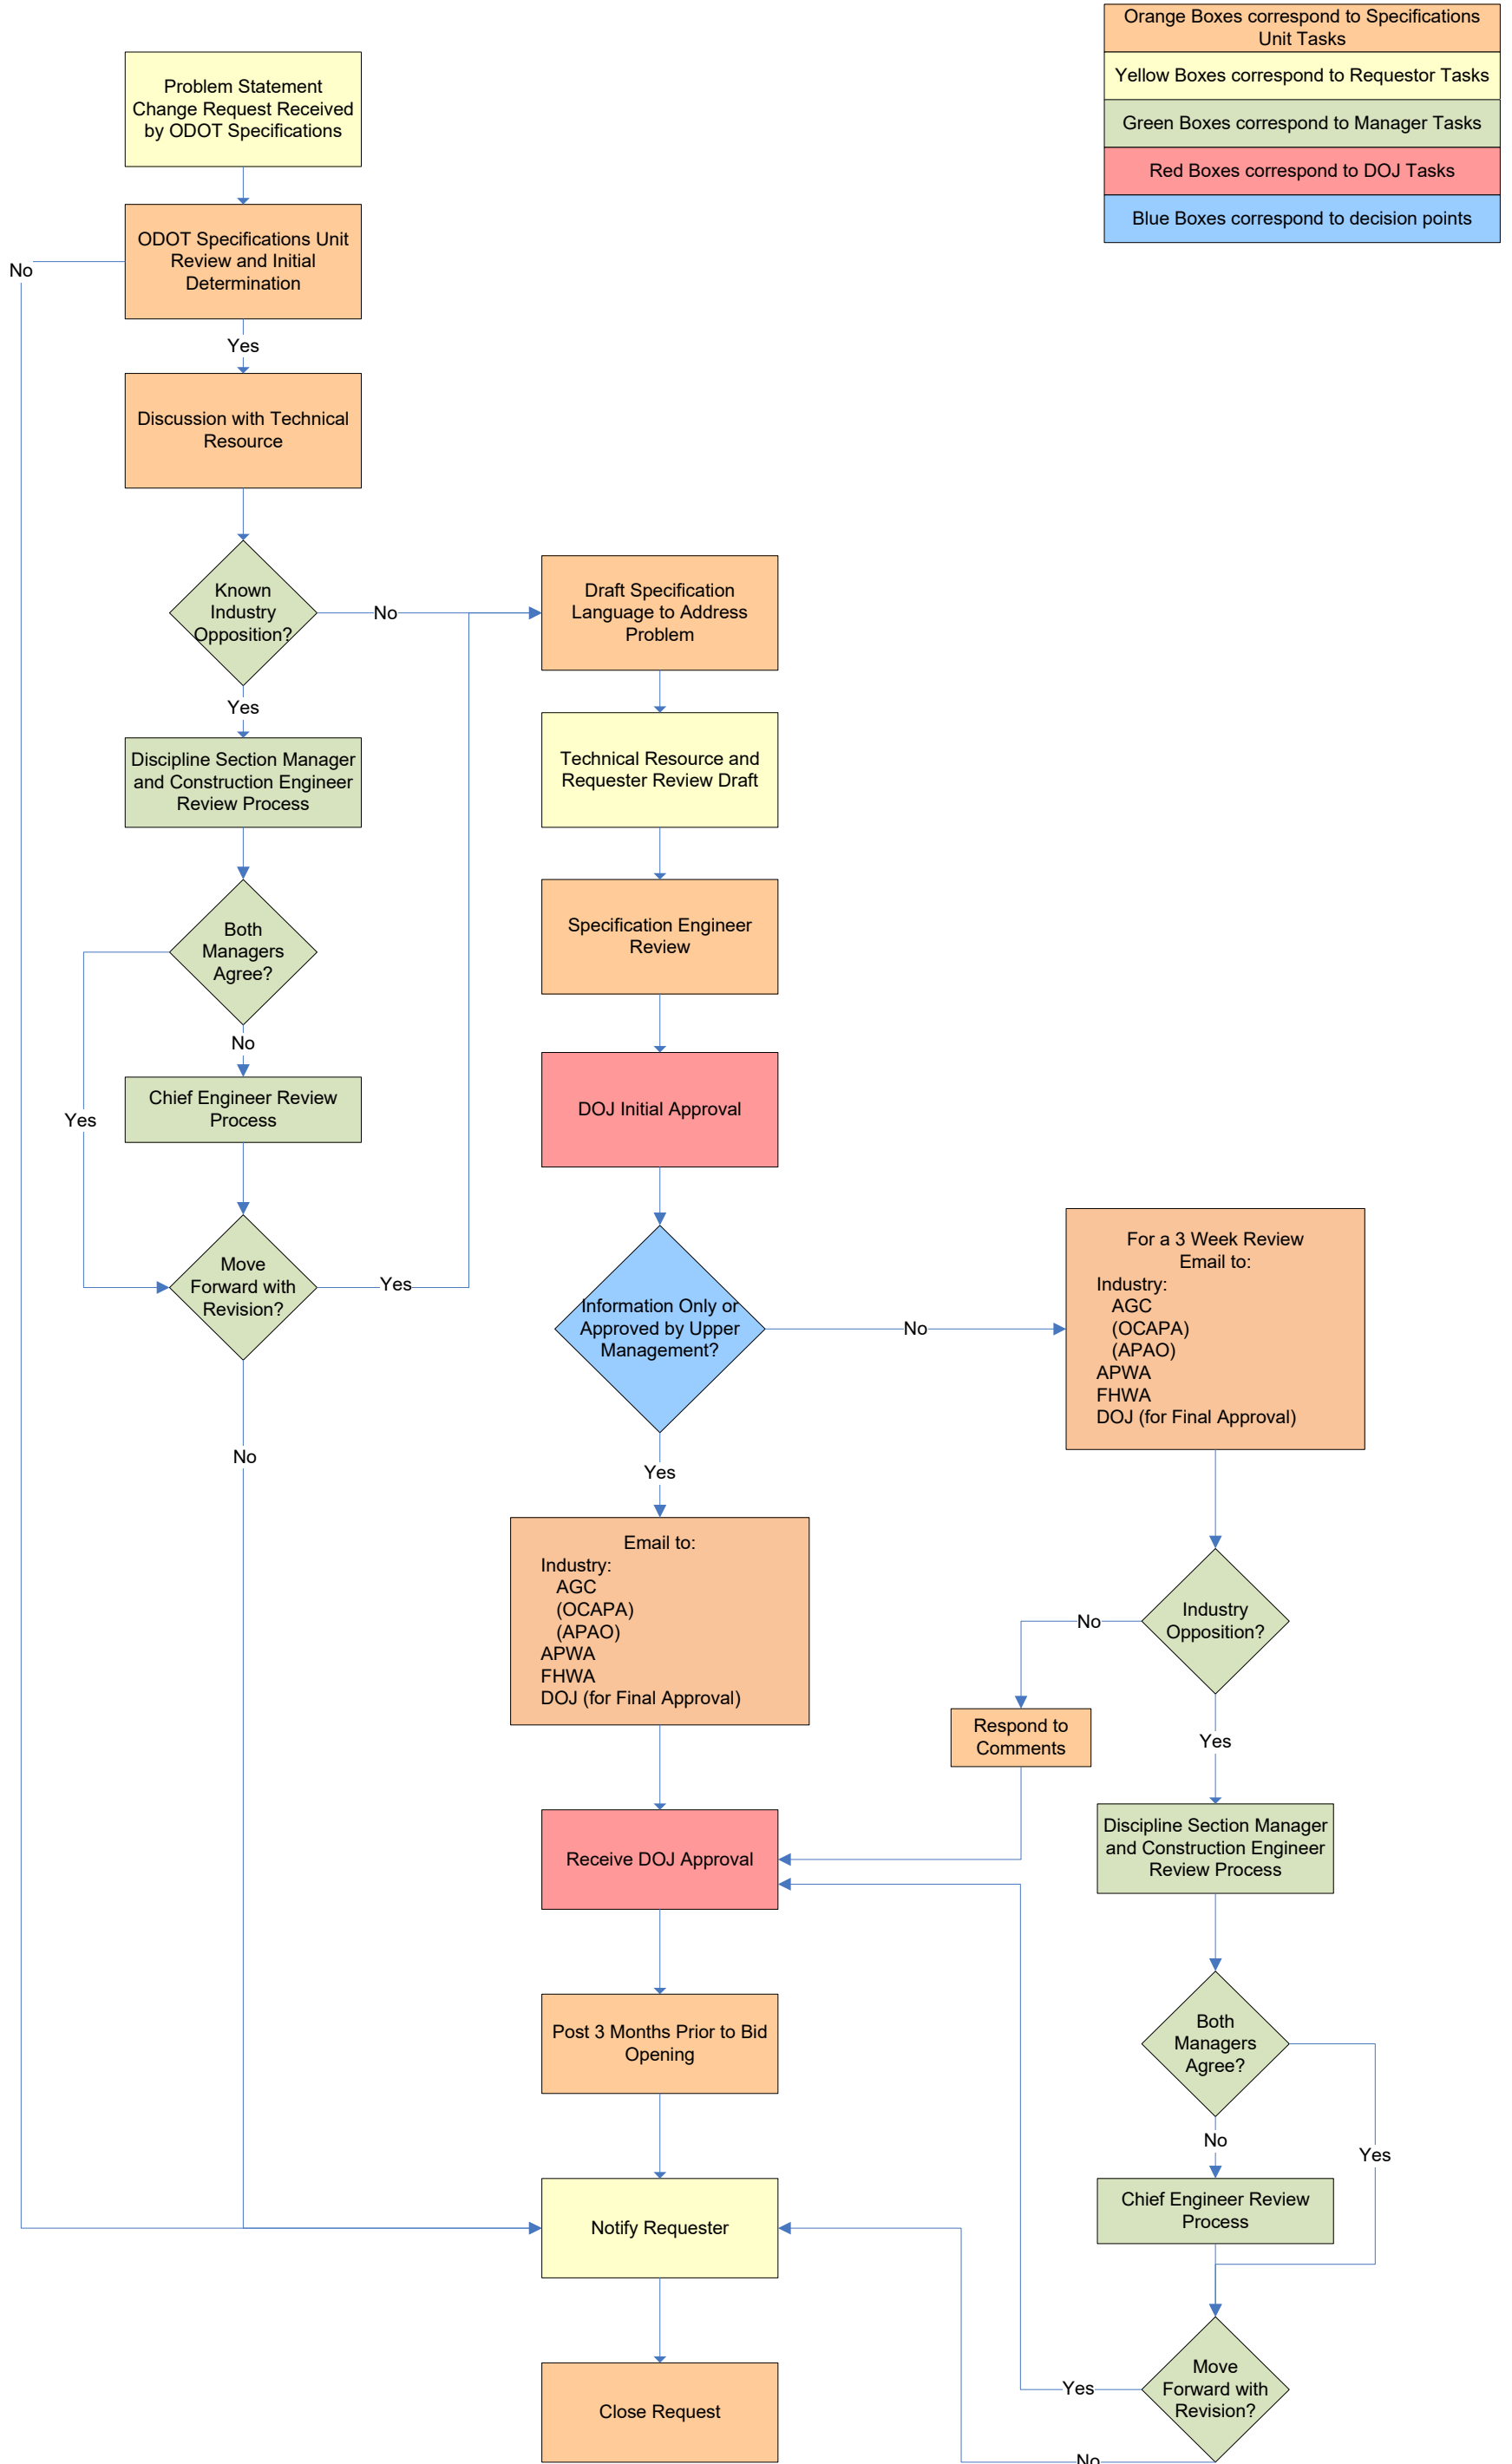 Orange Boxes correspond to Specifications
Unit Tasks
Yellow Boxes correspond to Requestor Tasks
Green Boxes correspond to Manager Tasks
Red Boxes correspond to DOJ Tasks
Blue Boxes correspond to decision points
Problem Statement
Change Request Received
by ODOT Specifications
ODOT Specifications Unit
Review and Initial
Determination
No
Yes
Discussion with Technical
Resource
Known
Industry
Opposition?
No
Yes
Discipline Section Manager
and Construction Engineer
Review Process
Both
Managers
Agree?
No
Yes
Chief Engineer Review
Process
Move
Forward with
Revision?
Yes
No
Draft Specification
Language to Address
Problem
Technical Resource and
Requester Review Draft
Specification Engineer
Review
DOJ Initial Approval
Information Only or
Approved by Upper
Management?
No
Yes
Email to:
Industry:
AGC
(OCAPA)
(APAO)
APWA
FHWA
DOJ (for Final Approval)
Receive DOJ Approval
Post 3 Months Prior to Bid
Opening
Notify Requester
Close Request
For a 3 Week Review
Email to:
Industry:
AGC
(OCAPA)
(APAO)
APWA
FHWA
DOJ (for Final Approval)
Industry
Opposition?
No
Respond to
Comments
Yes
Discipline Section Manager
and Construction Engineer
Review Process
Both
Managers
Agree?
No
Yes
Chief Engineer Review
Process
Move
Forward with
Revision?
Yes
No